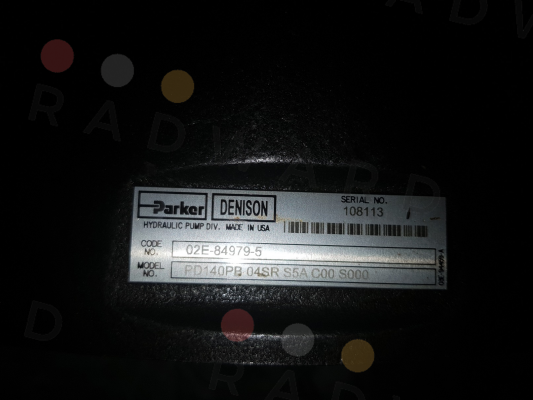 RADWARD
Parker DENISON
SERIAL NO.
108113
HYDRAULIC PUMP DIV. MADE IN USA
CODE NO. 02E-84979-5
MODEL NO. PD140PB 04SR S5A C00 S000